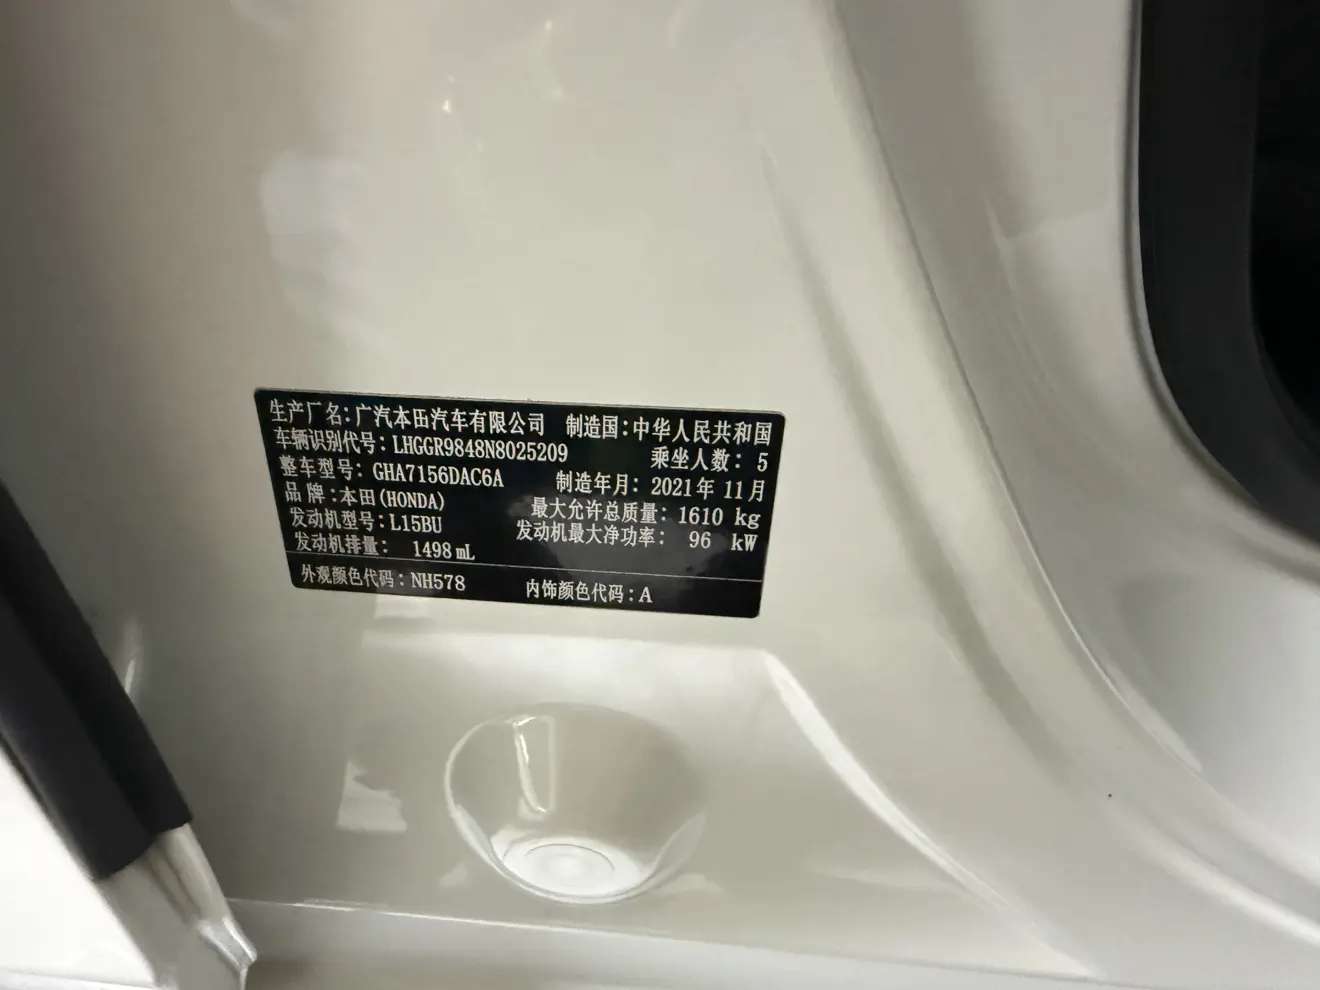 生产厂名：广汽本田汽车有限公司 制造国：中华人民共和国
车辆识别代号：LHGGR9848N8025209 乘坐人数：5
整车型号：GHA7156DAC6A 制造年月：2021年11月
品牌：本田(HONDA) 最大允许总质量：1610 kg
发动机型号：L15BU 发动机最大净功率：96 kW
发动机排量：1498 mL
外观颜色代码：NH578 内饰颜色代码：A